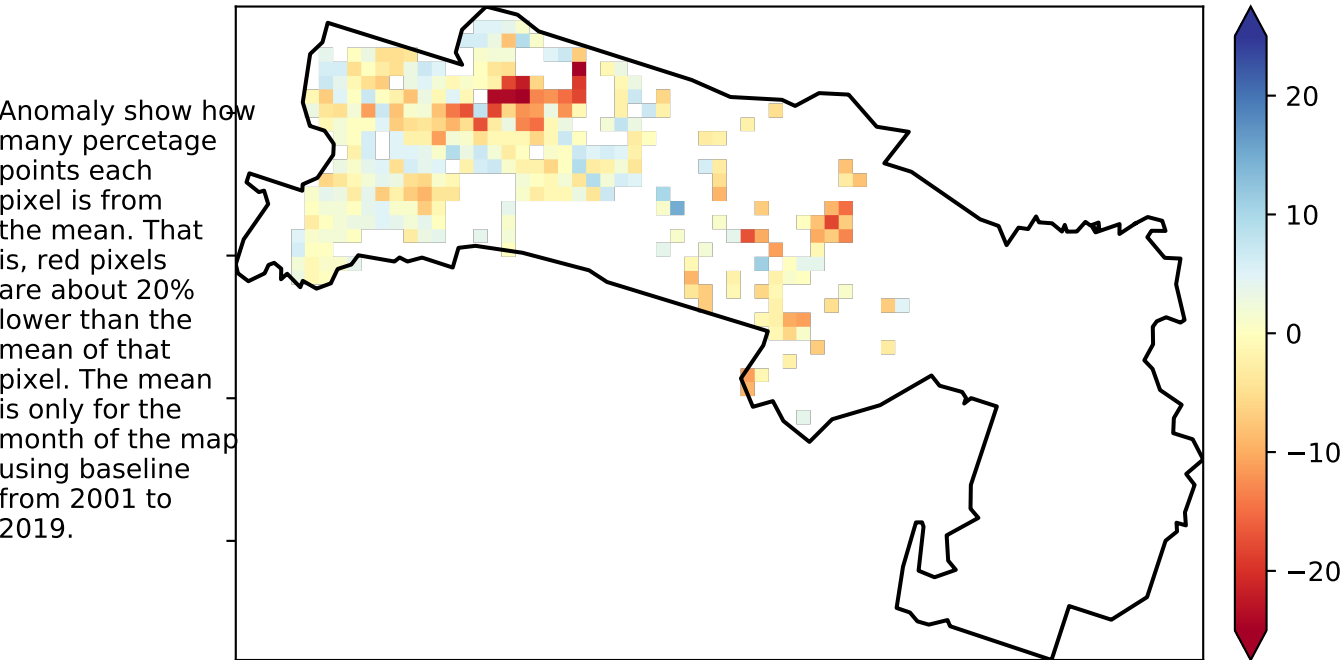 Anomaly show how
many percetage
points each
pixel is from
the mean. That
is, red pixels
are about 20%
lower than the
mean of that
pixel. The mean
is only for the
month of the map
using baseline
from 2001 to
2019.
20
10
0
−10
−20